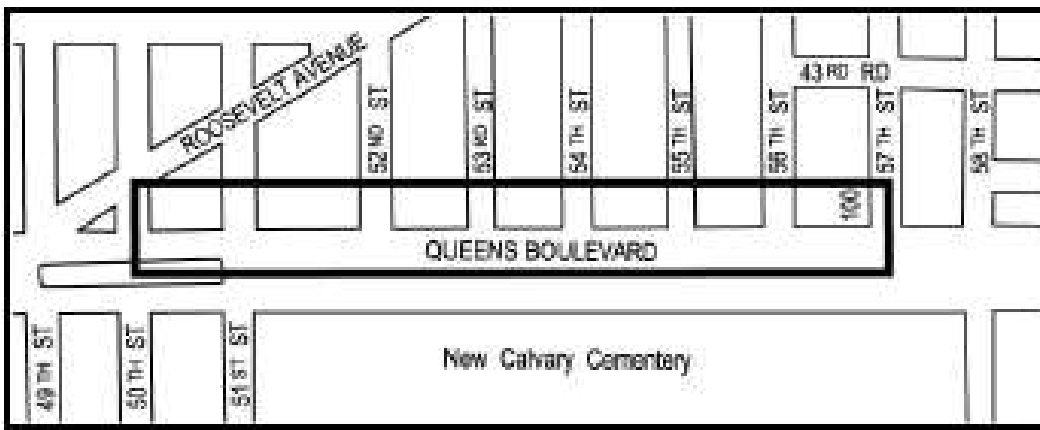 ROOSEVELT AVENUE
43 RD RD
52 ND ST
53 RD ST
54 TH ST
55 TH ST
56 TH ST
57 TH ST
58 TH ST
100
QUEENS BOULEVARD
49 TH ST
50 TH ST
51 ST ST
New Calvary Cementery